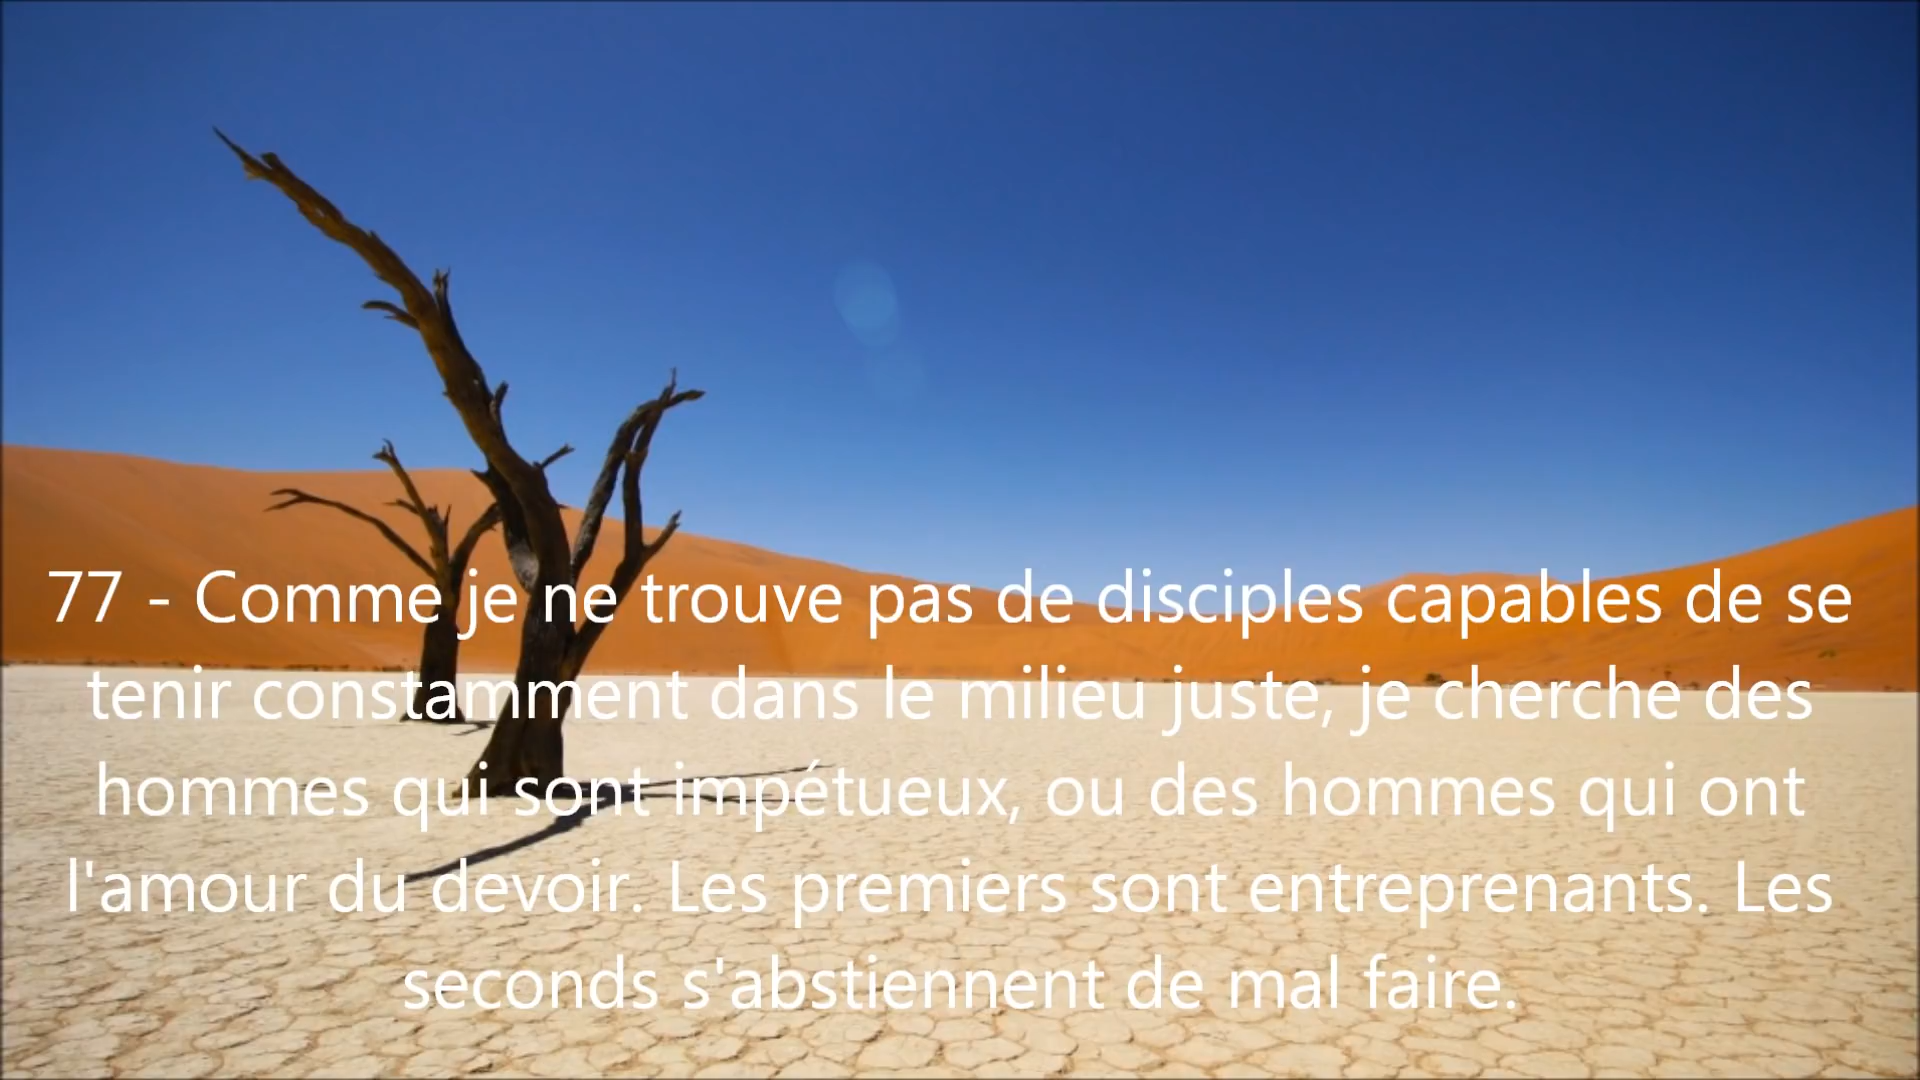 77 - Comme je ne trouve pas de disciples capables de se
tenir constamment dans le milieu juste, je cherche des
hommes qui sont impétueux, ou des hommes qui ont
l'amour du devoir. Les premiers sont entreprenants. Les
seconds s'abstiennent de mal faire.